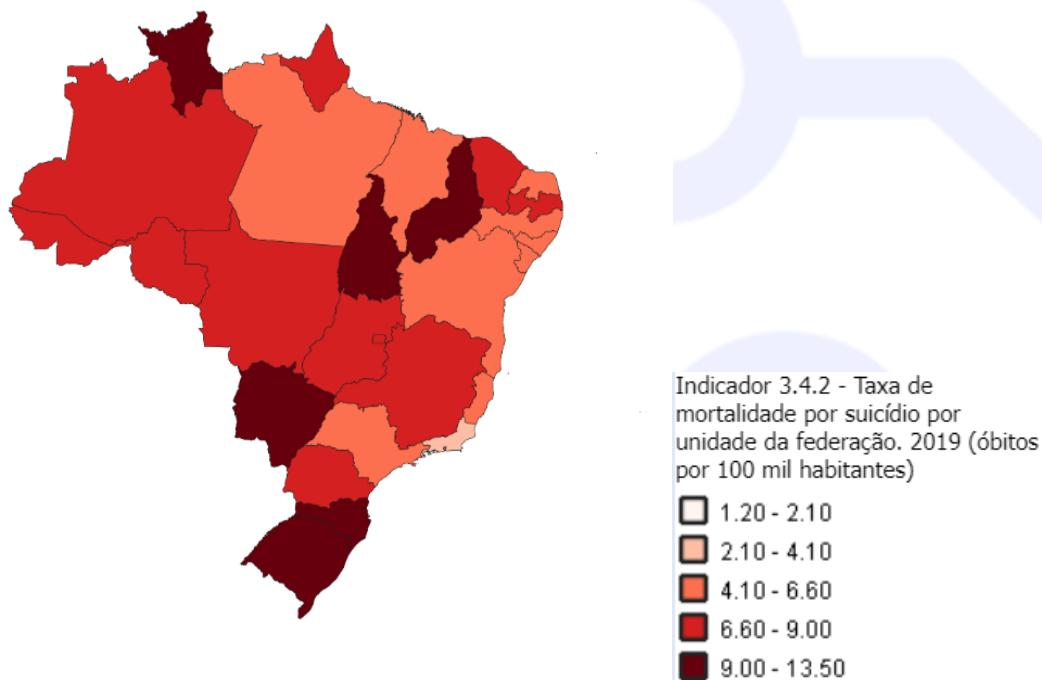 Indicador 3.4.2 - Taxa de
mortalidade por suicídio por
unidade da federação. 2019 (óbitos
por 100 mil habitantes)
1.20 - 2.10
2.10 - 4.10
4.10 - 6.60
6.60 - 9.00
9.00 - 13.50